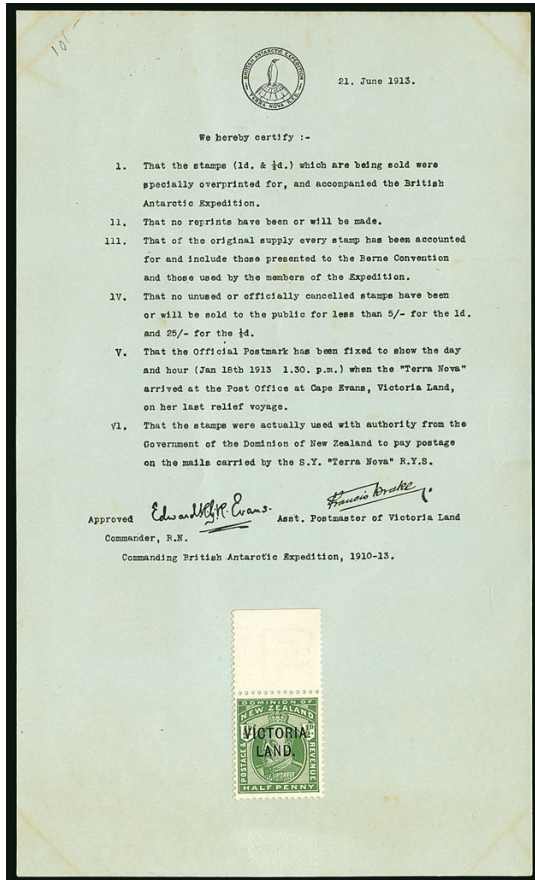 10/-
BRITISH ANTARCTIC EXPEDITION
TERRA NOVA R.Y.S.
21. June 1913.
We hereby certify :-
1. That the stamps (1d. & ½d.) which are being sold were
specially overprinted for, and accompanied the British
Antarctic Expedition.
11. That no reprints have been or will be made.
111. That of the original supply every stamp has been accounted
for and include those presented to the Berne Convention
and those used by the members of the Expedition.
1V. That no unused or officially cancelled stamps have been
or will be sold to the public for less than 5/- for the 1d.
and 25/- for the ½d.
V. That the Official Postmark has been fixed to show the day
and hour (Jan 18th 1913 1.30. p.m.) when the "Terra Nova"
arrived at the Post Office at Cape Evans, Victoria Land,
on her last relief voyage.
V1. That the stamps were actually used with authority from the
Government of the Dominion of New Zealand to pay postage
on the mails carried by the S.Y. "Terra Nova" R.Y.S.
Francis Drake.
Approved Edward R.G.R. Evans. Asst. Postmaster of Victoria Land
Commander, R.N.
Commanding British Antarctic Expedition, 1910-13.
DOMINION OF
NEW ZEALAND
VICTORIA
LAND.
POSTAGE &
REVENUE
HALF PENNY